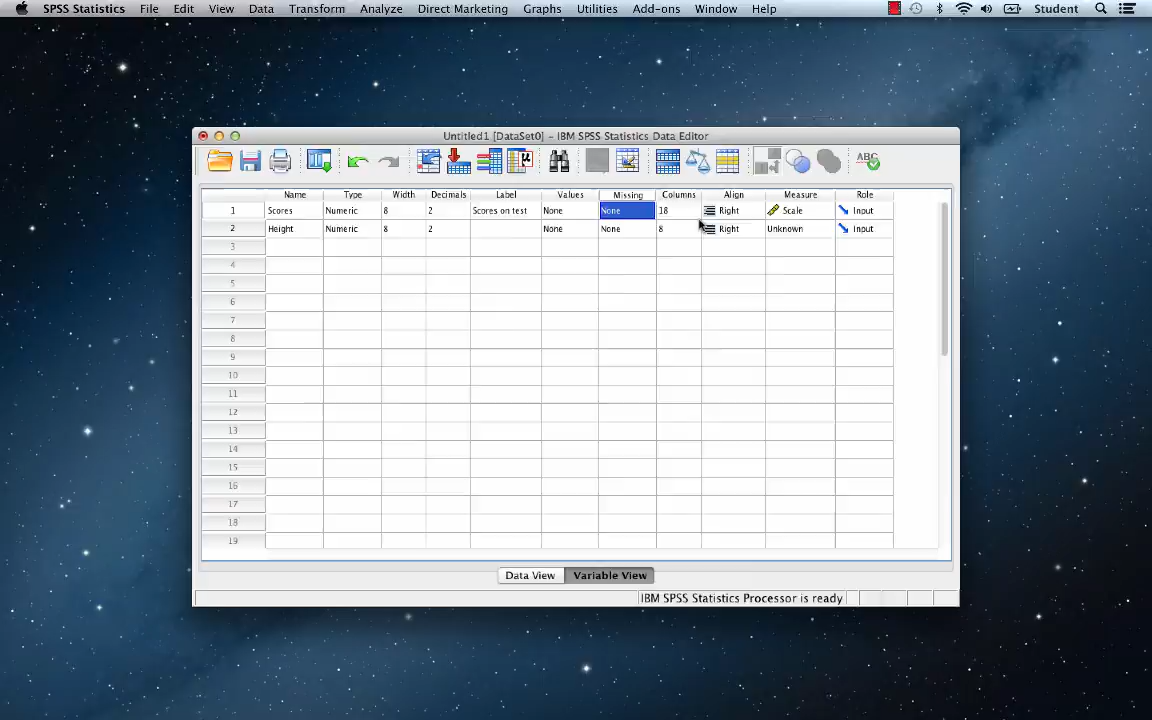 SPSS Statistics File Edit View Data Transform Analyze Direct Marketing Graphs Utilities Add-ons Window Help Student
Untitled1 [DataSet0] – IBM SPSS Statistics Data Editor
ABC
Name Type Width Decimals Label Values Missing Columns Align Measure Role
1 Scores Numeric 8 2 Scores on test None None 18 Right Scale Input
2 Height Numeric 8 2 None None 8 Right Unknown Input
3
4
5
6
7
8
9
10
11
12
13
14
15
16
17
18
19
Data View Variable View
IBM SPSS Statistics Processor is ready